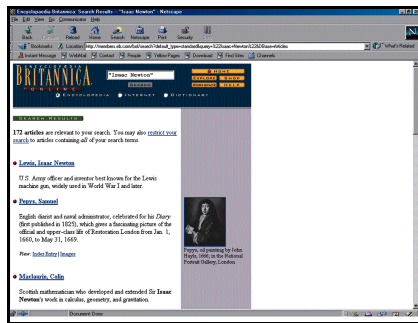 Encyclopaedia Britannica: Search Results - "Isaac Newton" - Netscape
File Edit View Go Communicator Help
Back Reload Home Search Netscape Print Security
Bookmarks Location: What's Related
Instant Message WebMail Contact People Yellow Pages Download Find Sites Channels
ENCYCLOPÆDIA
BRITANNICA
ONLINE
"Isaac Newton"
SEARCH
HOME
EXPLORE SHOP
HELP
ENCYCLOPEDIA INTERNET DICTIONARY
SEARCH RESULTS
172 articles are relevant to your search. You may also restrict your
search to articles containing all of your search terms.
Lewis, Isaac Newton
U.S. Army officer and inventor best known for the Lewis
machine gun, widely used in World War I and later.
Pepys, Samuel
English diarist and naval administrator, celebrated for his Diary
(first published in 1825), which gives a fascinating picture of the
official and upper-class life of Restoration London from Jan. 1,
1660, to May 31, 1669.
View: Index Entry | Images
Pepys, oil painting by John
Hayls, 1666; in the National
Portrait Gallery, London
Maclaurin, Colin
Scottish mathematician who developed and extended Sir Isaac
Newton's work in calculus, geometry, and gravitation.
Document Done